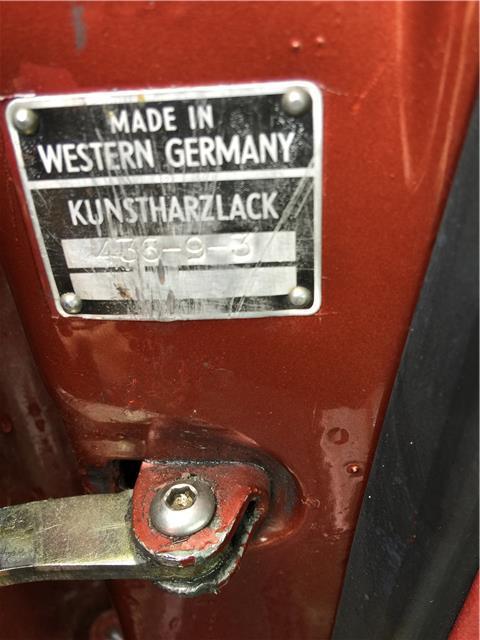 MADE IN
WESTERN GERMANY
KUNSTHARZLACK
436-9-3